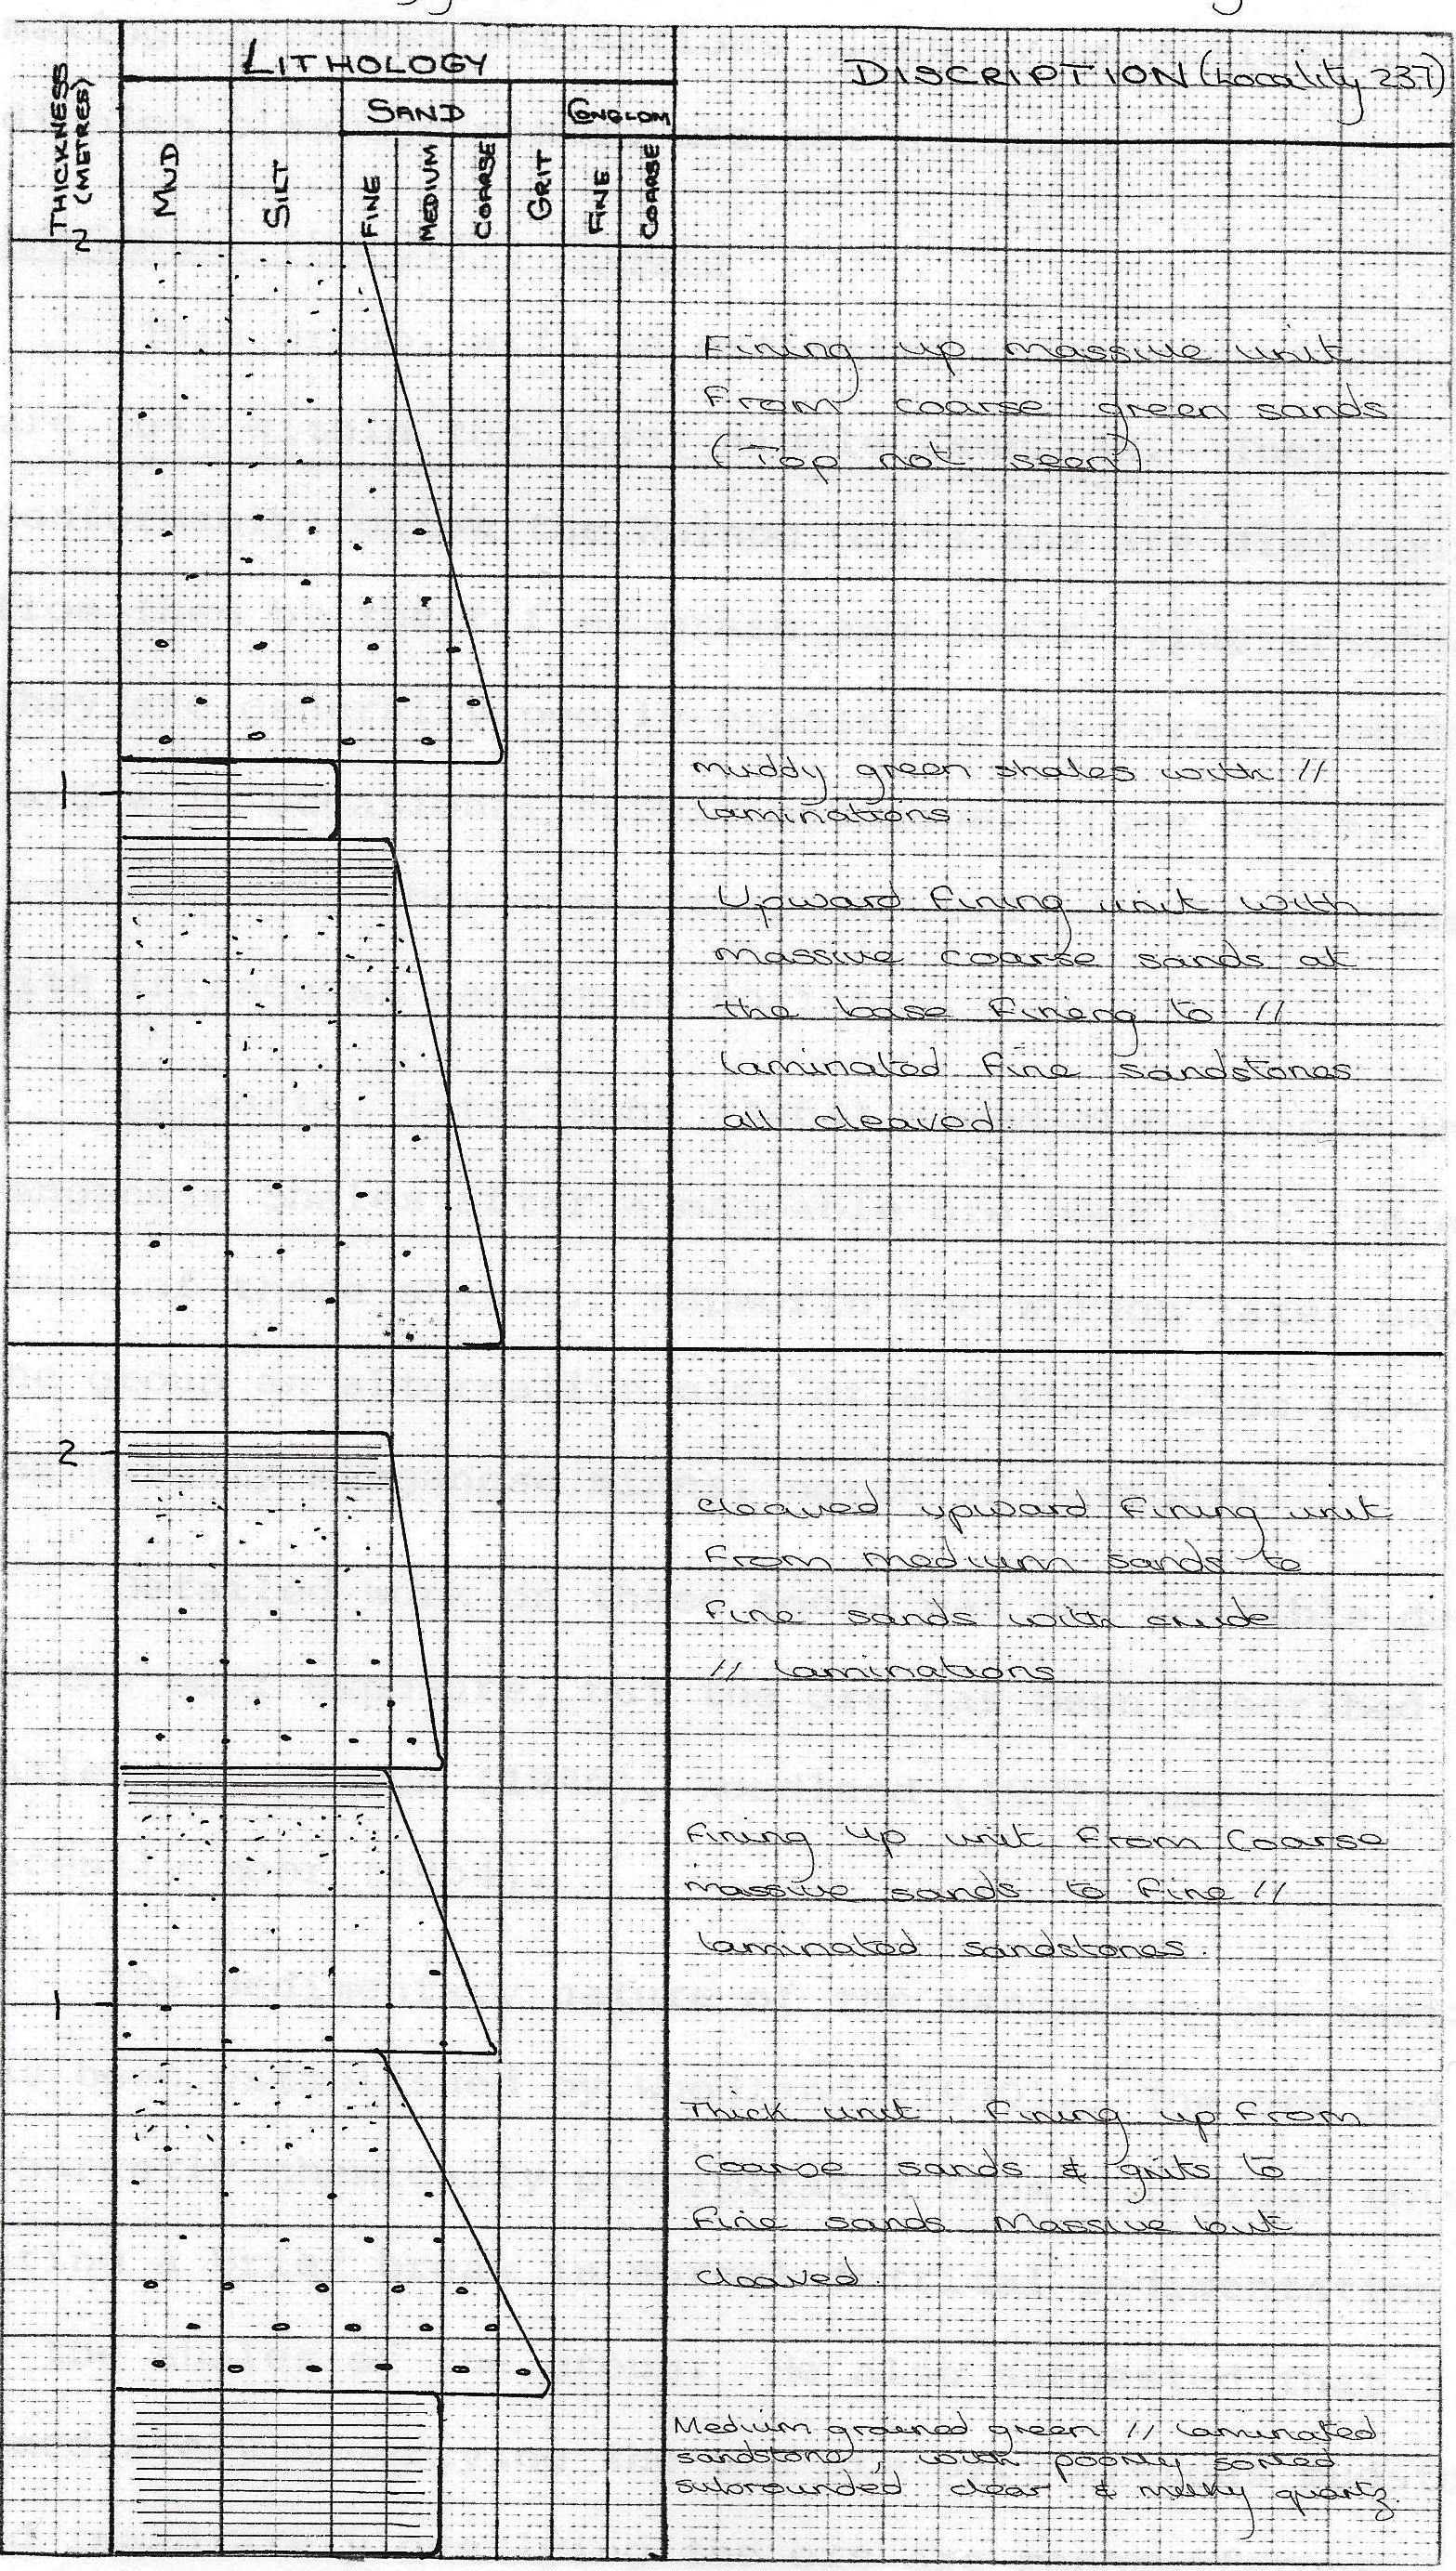 LITHOLOGY
DISCRIPTION (Locality 237)
THICKNESS
(METRES)
SAND
CONGLOM
MUD
SILT
FINE
MEDIUM
COARSE
GRIT
FINE
COARSE
2
Fining up massive unit
from coarse green sands
(Top not seen)
1
muddy green shales with //
laminations.
Upward fining unit with
massive coarse sands at
the base fineng to //
laminated fine sandstones
all cleaved.
2
cleaved upward fining unit
from medium sands to
fine sands with crude
// laminations
Fining up unit from Coarse
massive sands to fine //
laminated sandstones.
1
Thick unit, fining up from
Coarse sands & grits to
fine sands Massive but
cleaved.
Medium grained green // laminated
sandstone, with poorly sorted
subrounded clear & milky quartz.